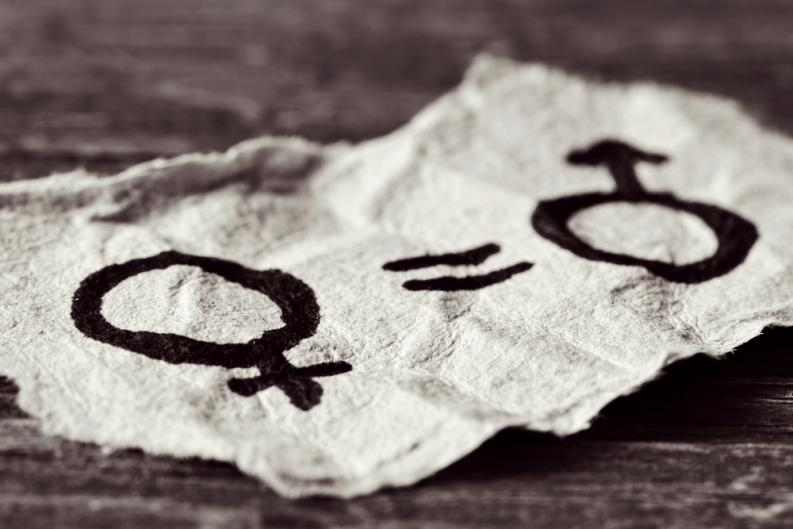 ♀ = ♂